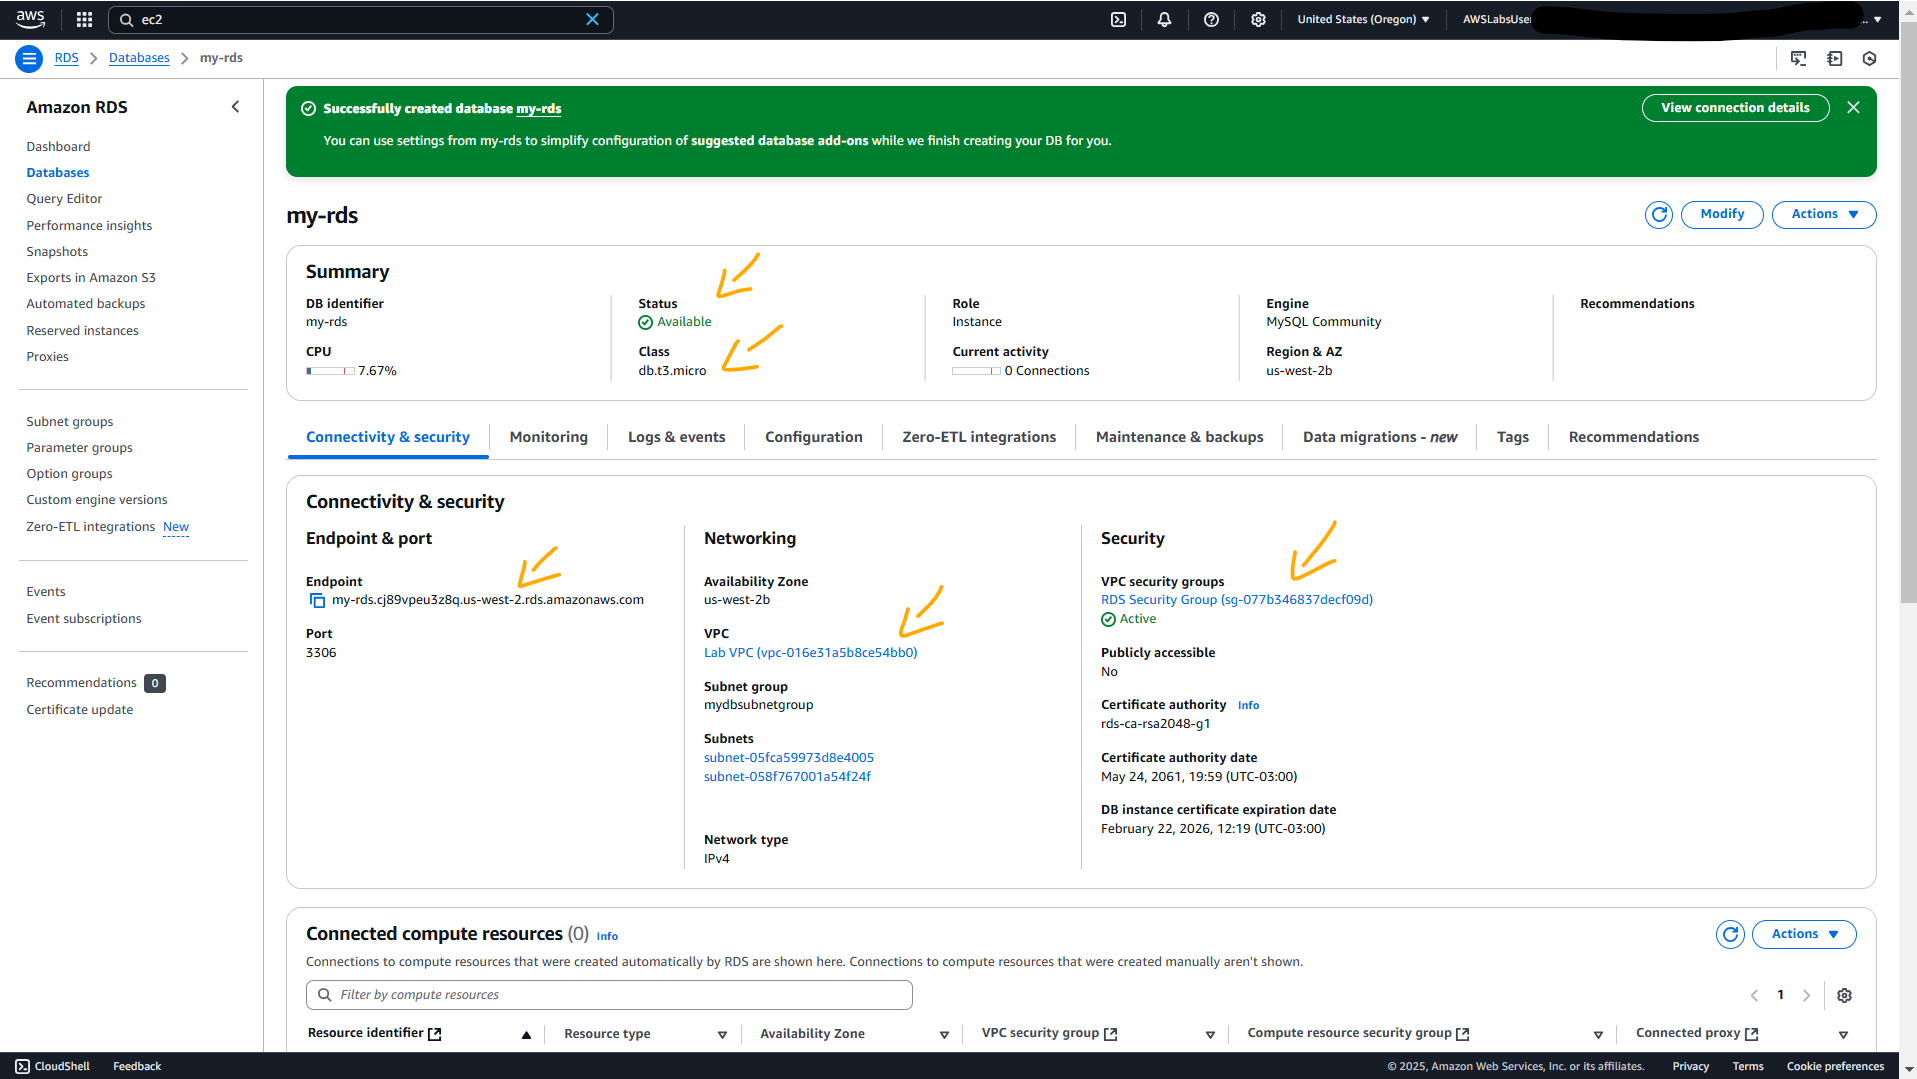 aws
ec2
United States (Oregon)
AWSLabsUser
...
RDS
Databases
my-rds
Amazon RDS
Dashboard
Databases
Query Editor
Performance insights
Snapshots
Exports in Amazon S3
Automated backups
Reserved instances
Proxies
Subnet groups
Parameter groups
Option groups
Custom engine versions
Zero-ETL integrations New
Events
Event subscriptions
Recommendations 0
Certificate update
Successfully created database my-rds
You can use settings from my-rds to simplify configuration of suggested database add-ons while we finish creating your DB for you.
View connection details
my-rds
Modify
Actions
Summary
DB identifier
my-rds
CPU
7.67%
Status
Available
Class
db.t3.micro
Role
Instance
Current activity
0 Connections
Engine
MySQL Community
Region & AZ
us-west-2b
Recommendations
Connectivity & security
Monitoring
Logs & events
Configuration
Zero-ETL integrations
Maintenance & backups
Data migrations - new
Tags
Recommendations
Connectivity & security
Endpoint & port
Endpoint
my-rds.cj89vpeu3z8q.us-west-2.rds.amazonaws.com
Port
3306
Networking
Availability Zone
us-west-2b
VPC
Lab VPC (vpc-016e31a5b8ce54bb0)
Subnet group
mydbsubnetgroup
Subnets
subnet-05fca59973d8e4005
subnet-058f767001a54f24f
Network type
IPv4
Security
VPC security groups
RDS Security Group (sg-077b346837decf09d)
Active
Publicly accessible
No
Certificate authority Info
rds-ca-rsa2048-g1
Certificate authority date
May 24, 2061, 19:59 (UTC-03:00)
DB instance certificate expiration date
February 22, 2026, 12:19 (UTC-03:00)
Connected compute resources (0) Info
Actions
Connections to compute resources that were created automatically by RDS are shown here. Connections to compute resources that were created manually aren't shown.
Filter by compute resources
1
Resource identifier
Resource type
Availability Zone
VPC security group
Compute resource security group
Connected proxy
CloudShell
Feedback
© 2025, Amazon Web Services, Inc. or its affiliates.
Privacy
Terms
Cookie preferences